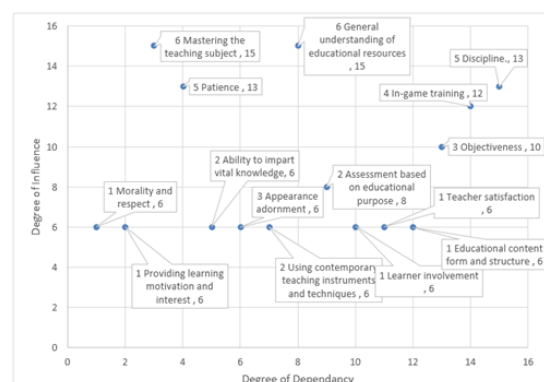 16
14
12
10
8
6
4
2
0
Degree of Influence
6 Mastering the
teaching subject , 15
6 General
understanding of
educational resources
, 15
5 Discipline., 13
5 Patience , 13
4 In-game training , 12
3 Objectiveness , 10
2 Ability to impart
vital knowledge, 6
2 Assessment based
on educational
purpose , 8
1 Morality and
respect , 6
3 Appearance
adornment , 6
1 Teacher satisfaction
, 6
1 Providing learning
motivation and
interest , 6
2 Using contemporary
teaching instruments
and techniques , 6
1 Learner involvement
, 6
1 Educational content
form and structure , 6
0 2 4 6 8 10 12 14 16
Degree of Dependancy